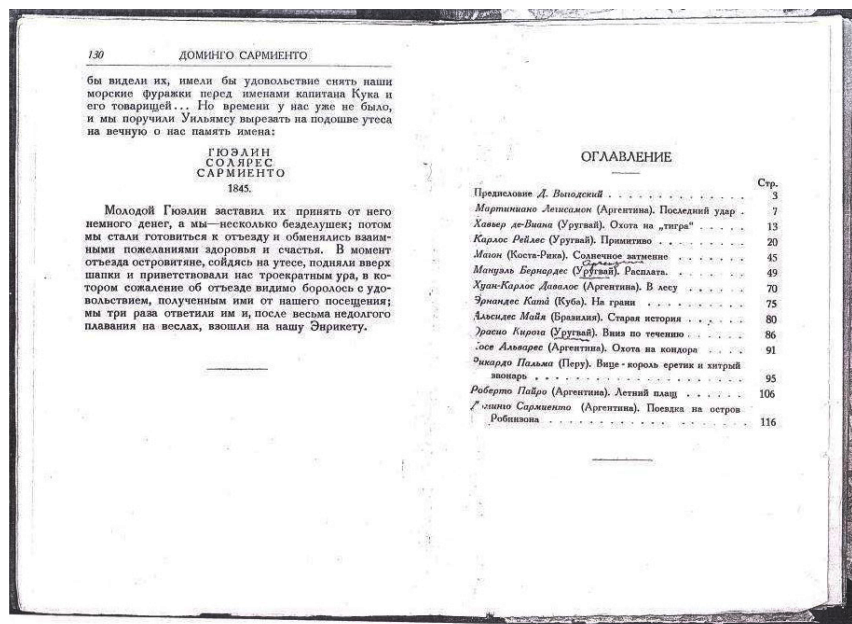 130 ДОМИНГО САРМИЕНТО
бы видели их, имели бы удовольствие снять наши
морские фуражки перед именами капитана Кука и
его товарищей... Но времени у нас уже не было,
и мы поручили Уильямсу вырезать на подошве утеса
на вечную о нас память имена:
ГЮЭЛИН
СОЛЯРЕС
САРМИЕНТО
1845.
Молодой Гюэлин заставил их принять от него
немного денег, а мы—несколько безделушек; потом
мы стали готовиться к отъезду и обменялись взаим-
ными пожеланиями здоровья и счастья. В момент
отъезда островитяне, сойдясь на утесе, подняли вверх
шапки и приветствовали нас троекратным ура, в ко-
тором сожаление об отъезде видимо боролось с удо-
вольствием, полученным ими от нашего посещения;
мы три раза ответили им и, после весьма недолгого
плавания на веслах, взошли на нашу Энрикету.
ОГЛАВЛЕНИЕ
Стр.
Предисловие Д. Выгодский . . . . . . . . . . . . . . 3
Мартиниано Легисамон (Аргентина). Последний удар . 7
Хавьер де-Виана (Уругвай). Охота на „тигра“ . . . . . 13
Карлос Рейлес (Уругвай). Примитиво . . . . . . 20
Магон (Коста-Рика). Солнечное затмение . . . . . . 45
Мануэль Бернардес (Уругвай). Расплата. . . . . . . 49
Хуан-Карлос Давалос (Аргентина). В лесу . . . . . . 70
Эрнандес Ката́ (Куба). На грани . . . . . . . . 75
Альсидес Майя (Бразилия). Старая история . . . . . . 80
Орасио Кирога (Уругвай). Вниз по течению . . . . . . 86
Хосе Альварес (Аргентина). Охота на кондора . . . . 91
Рикардо Пальма (Перу). Вице-король еретик и хитрый
звонарь . . . . . . . . . . . . . . . . . . . 95
Роберто Пайро (Аргентина). Летний плащ . . . . . . 106
Доминго Сармиенто (Аргентина). Поездка на остров
Робинзона . . . . . . . . . . . . . . . . . . 116